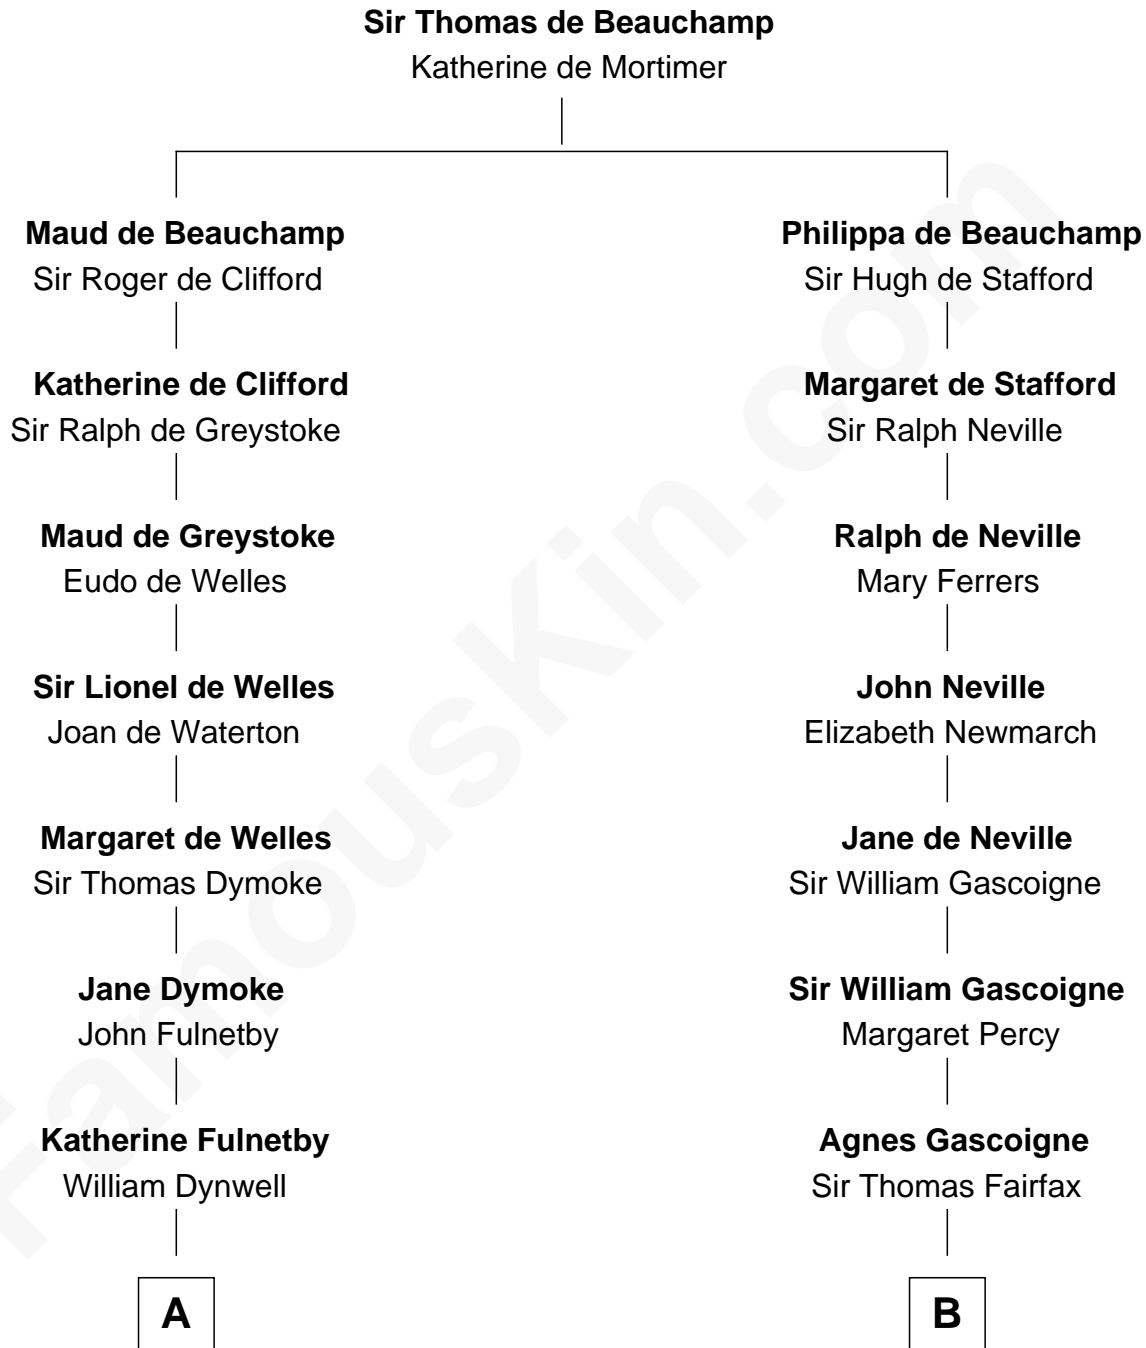 Sir Thomas de Beauchamp
Katherine de Mortimer
Maud de Beauchamp
Sir Roger de Clifford
Katherine de Clifford
Sir Ralph de Greystoke
Maud de Greystoke
Eudo de Welles
Sir Lionel de Welles
Joan de Waterton
Margaret de Welles
Sir Thomas Dymoke
Jane Dymoke
John Fulnetby
Katherine Fulnetby
William Dynwell
A
Philippa de Beauchamp
Sir Hugh de Stafford
Margaret de Stafford
Sir Ralph Neville
Ralph de Neville
Mary Ferrers
John Neville
Elizabeth Newmarch
Jane de Neville
Sir William Gascoigne
Sir William Gascoigne
Margaret Percy
Agnes Gascoigne
Sir Thomas Fairfax
B
FamousKin.com